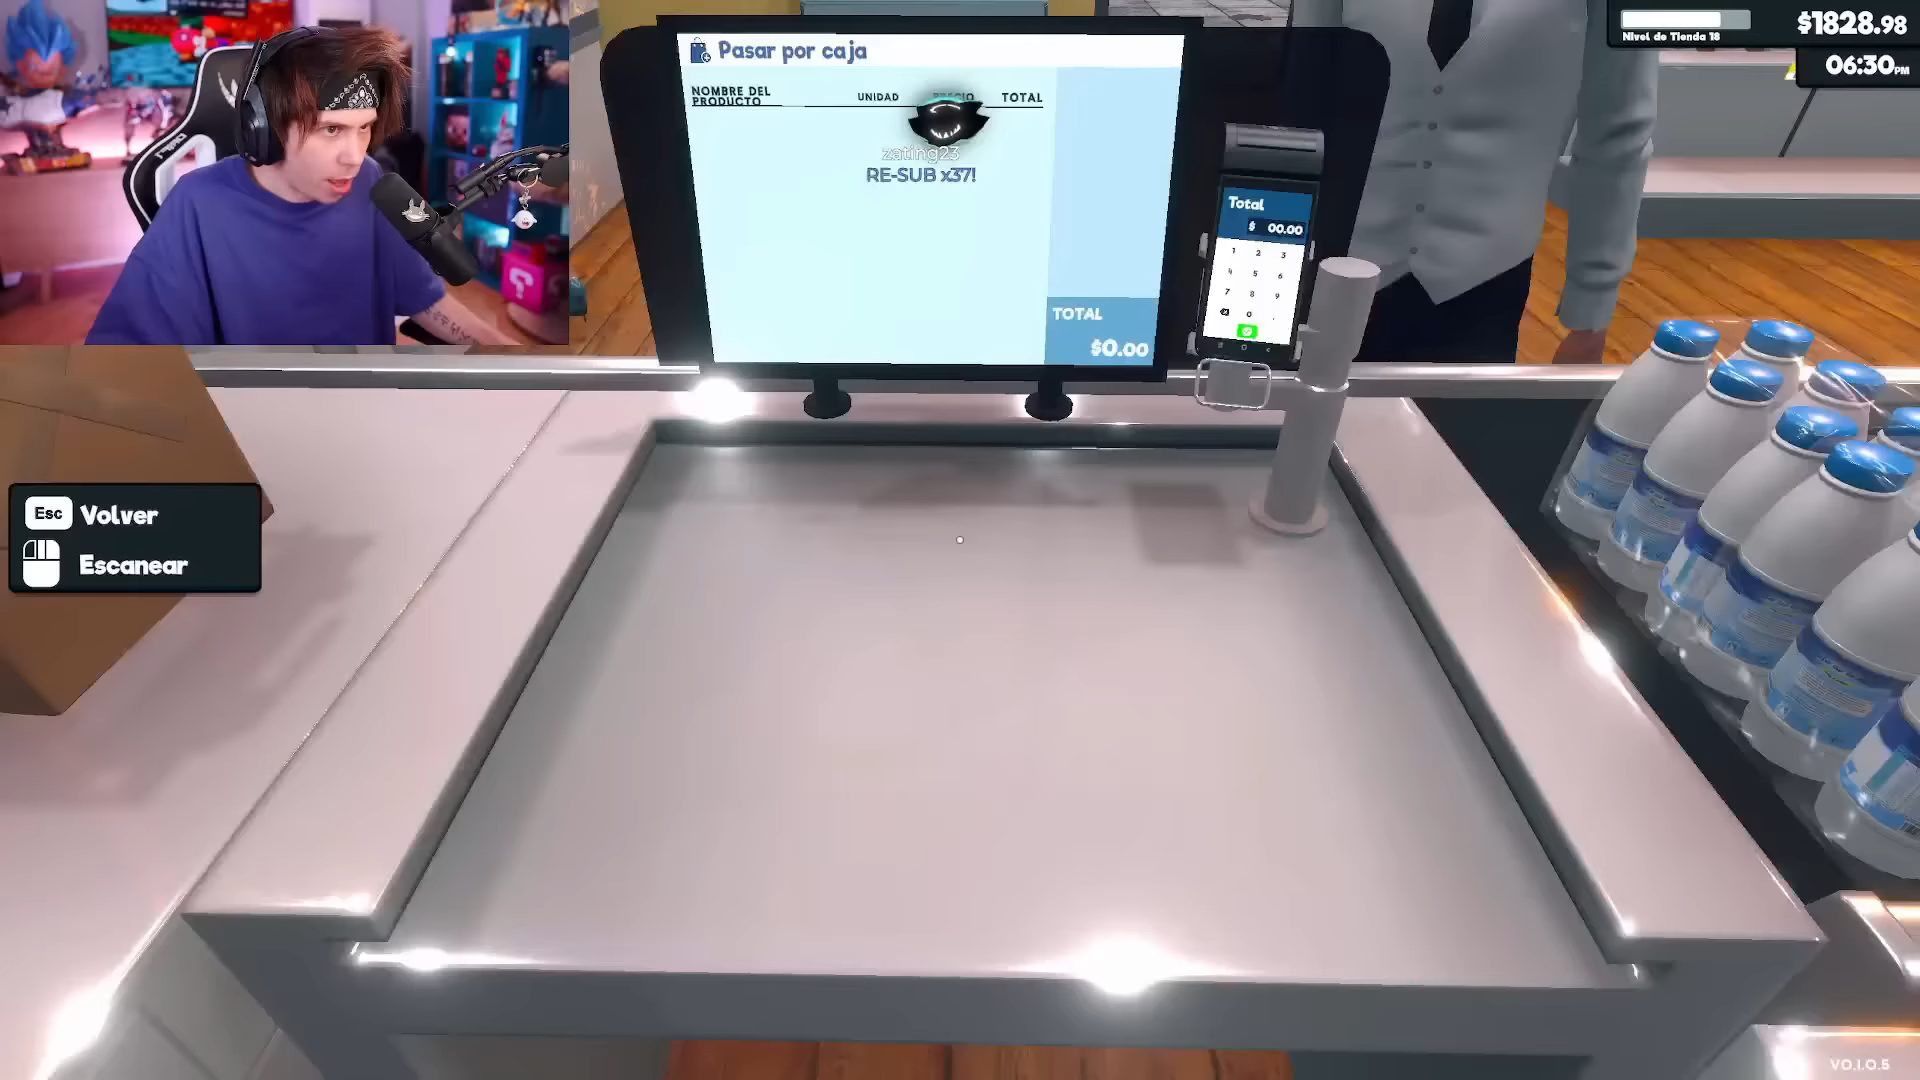 Pasar por caja
NOMBRE DEL
PRODUCTO
UNIDAD
PRECIO
TOTAL
zating23
RE-SUB x37!
TOTAL
$0.00
Total
$ 00.00
1 2 3
4 5 6
7 8 9
0 .
Nivel de Tienda 18
$1828.98
06:30PM
Esc Volver
Escanear
V0.1.0.5